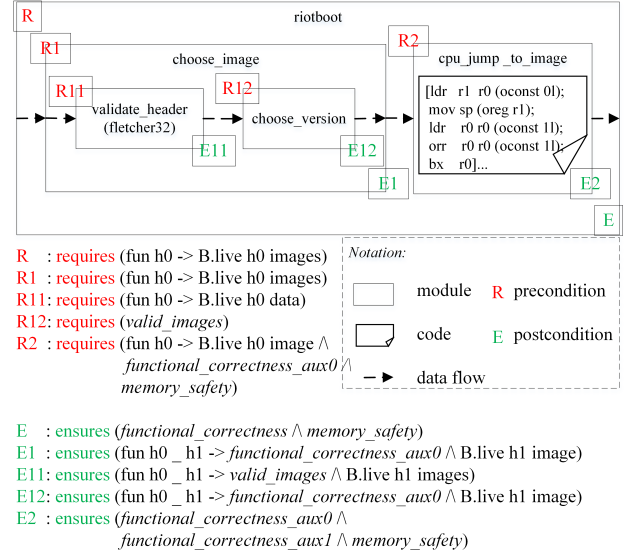 R
riotboot
R1
choose_image
R2
cpu_jump _to_image
R11
validate_header
(fletcher32)
E11
R12
choose_version
E12
E1
[ldr r1 r0 (oconst 0l);
mov sp (oreg r1);
ldr r0 r0 (oconst 1l);
orr r0 r0 (oconst 1l);
bx r0]...
E2
E
R : requires (fun h0 -> B.live h0 images)
R1 : requires (fun h0 -> B.live h0 images)
R11: requires (fun h0 -> B.live h0 data)
R12: requires (valid_images)
R2 : requires (fun h0 -> B.live h0 image /\
functional_correctness_aux0 /\
memory_safety)
Notation:
module
R precondition
code
E postcondition
data flow
E : ensures (functional_correctness /\ memory_safety)
E1 : ensures (fun h0 _ h1 -> functional_correctness_aux0 /\ B.live h1 image)
E11: ensures (fun h0 _ h1 -> valid_images /\ B.live h1 images)
E12: ensures (fun h0 _ h1 -> functional_correctness_aux0 /\ B.live h1 image)
E2 : ensures (functional_correctness_aux0 /\
functional_correctness_aux1 /\ memory_safety)